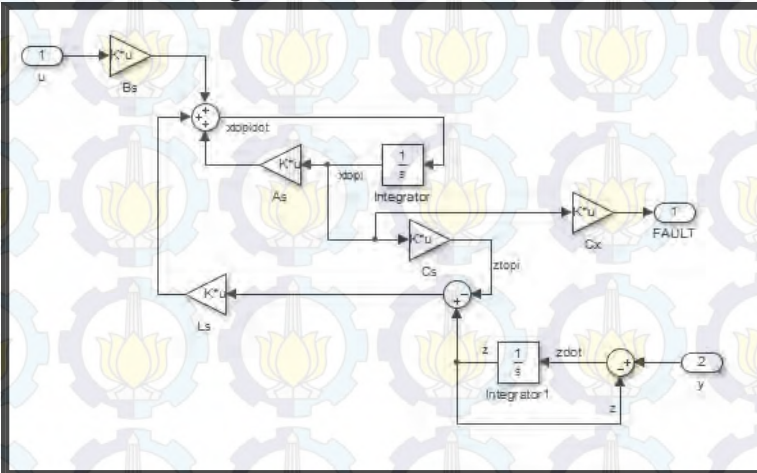 1
u
K*u
Bs
+
+
+
xtopidot
K*u
As
xtopi
1
s
Integrator
K*u
Cs
ztopi
K*u
Cx
1
FAULT
K*u
Ls
−
+
z
1
s
Integrator1
zdot
−
+
z
2
y